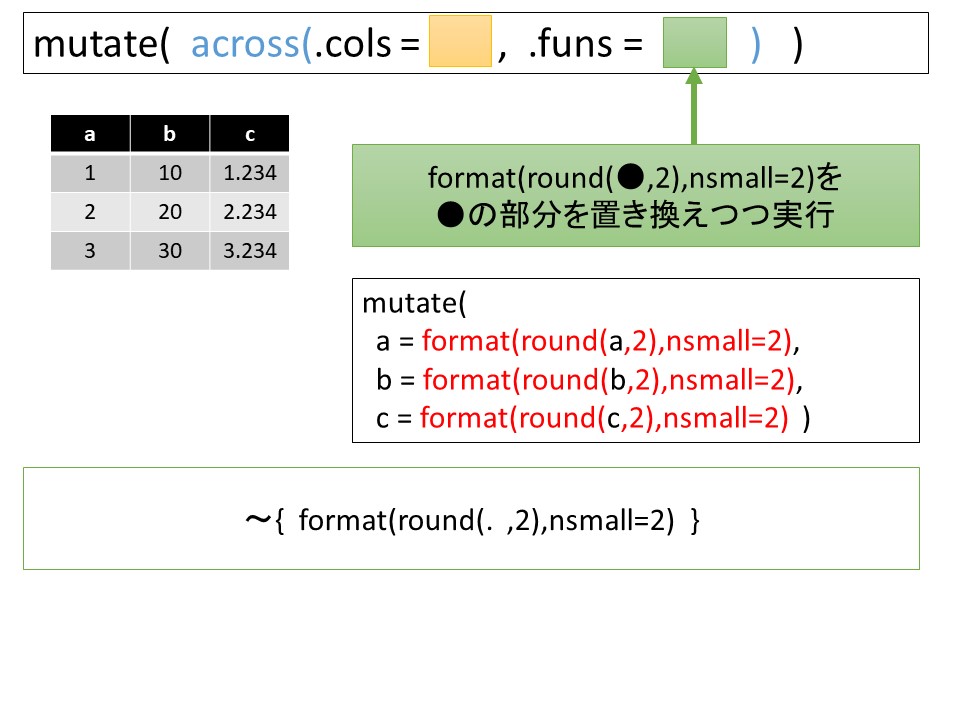 mutate( across(.cols = , .funs = ) )
a b c
1 10 1.234
2 20 2.234
3 30 3.234
format(round(●,2),nsmall=2)を
●の部分を置き換えつつ実行
mutate(
a = format(round(a,2),nsmall=2),
b = format(round(b,2),nsmall=2),
c = format(round(c,2),nsmall=2) )
～{ format(round(. ,2),nsmall=2) }